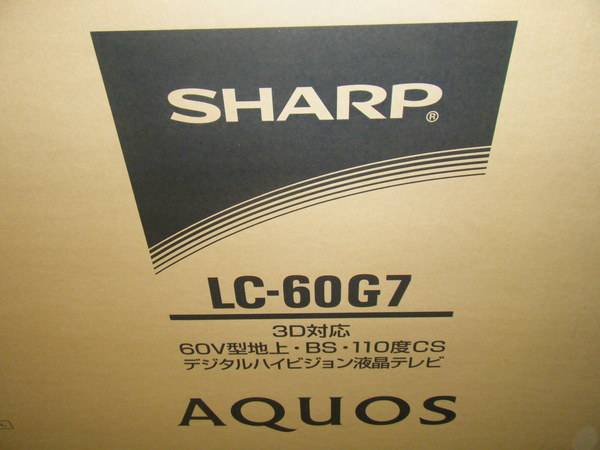 SHARP®
LC-60G7
3D対応
60V型地上・BS・110度CS
デジタルハイビジョン液晶テレビ
AQUOS